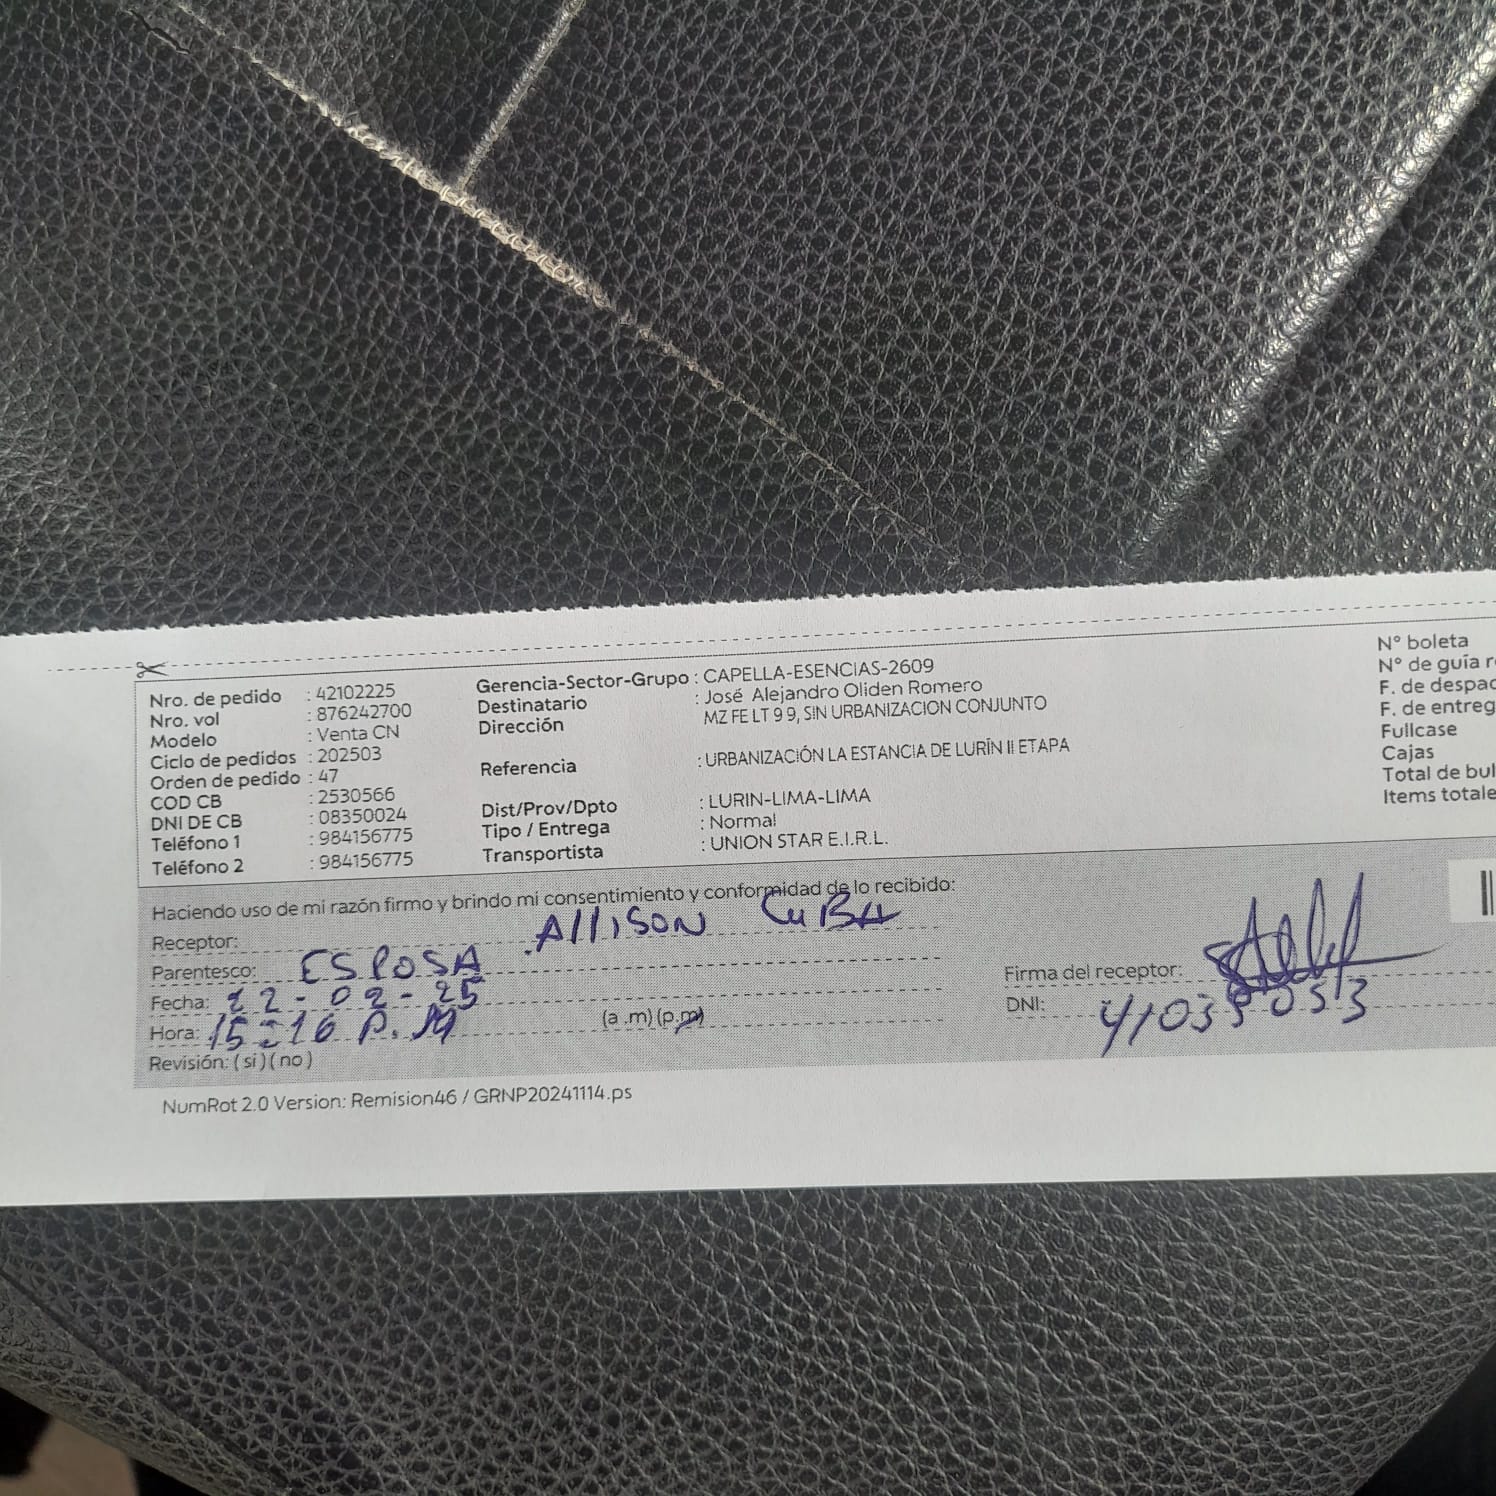 Nro. de pedido : 42102225
Nro. vol : 876242700
Modelo : Venta CN
Ciclo de pedidos : 202503
Orden de pedido : 47
COD CB : 2530566
DNI DE CB : 08350024
Teléfono 1 : 984156775
Teléfono 2 : 984156775
Gerencia-Sector-Grupo : CAPELLA-ESENCIAS-2609
Destinatario : José Alejandro Oliden Romero
Dirección MZ FE LT 9 9, SIN URBANIZACION CONJUNTO
Referencia : URBANIZACIÓN LA ESTANCIA DE LURÍN II ETAPA
Dist/Prov/Dpto : LURIN-LIMA-LIMA
Tipo / Entrega : Normal
Transportista : UNION STAR E.I.R.L.
N° boleta
N° de guía r
F. de despac
F. de entreg
Fullcase
Cajas
Total de bul
Items totale
Haciendo uso de mi razón firmo y brindo mi consentimiento y conformidad de lo recibido:
Receptor: Allison CuBA
Parentesco: ESPOSA
Fecha: 22-02-25
Hora: 15:16 P.M (a.m)(p.m)
Revisión: ( si )( no )
Firma del receptor:
DNI:
NumRot 2.0 Version: Remision46 / GRNP20241114.ps